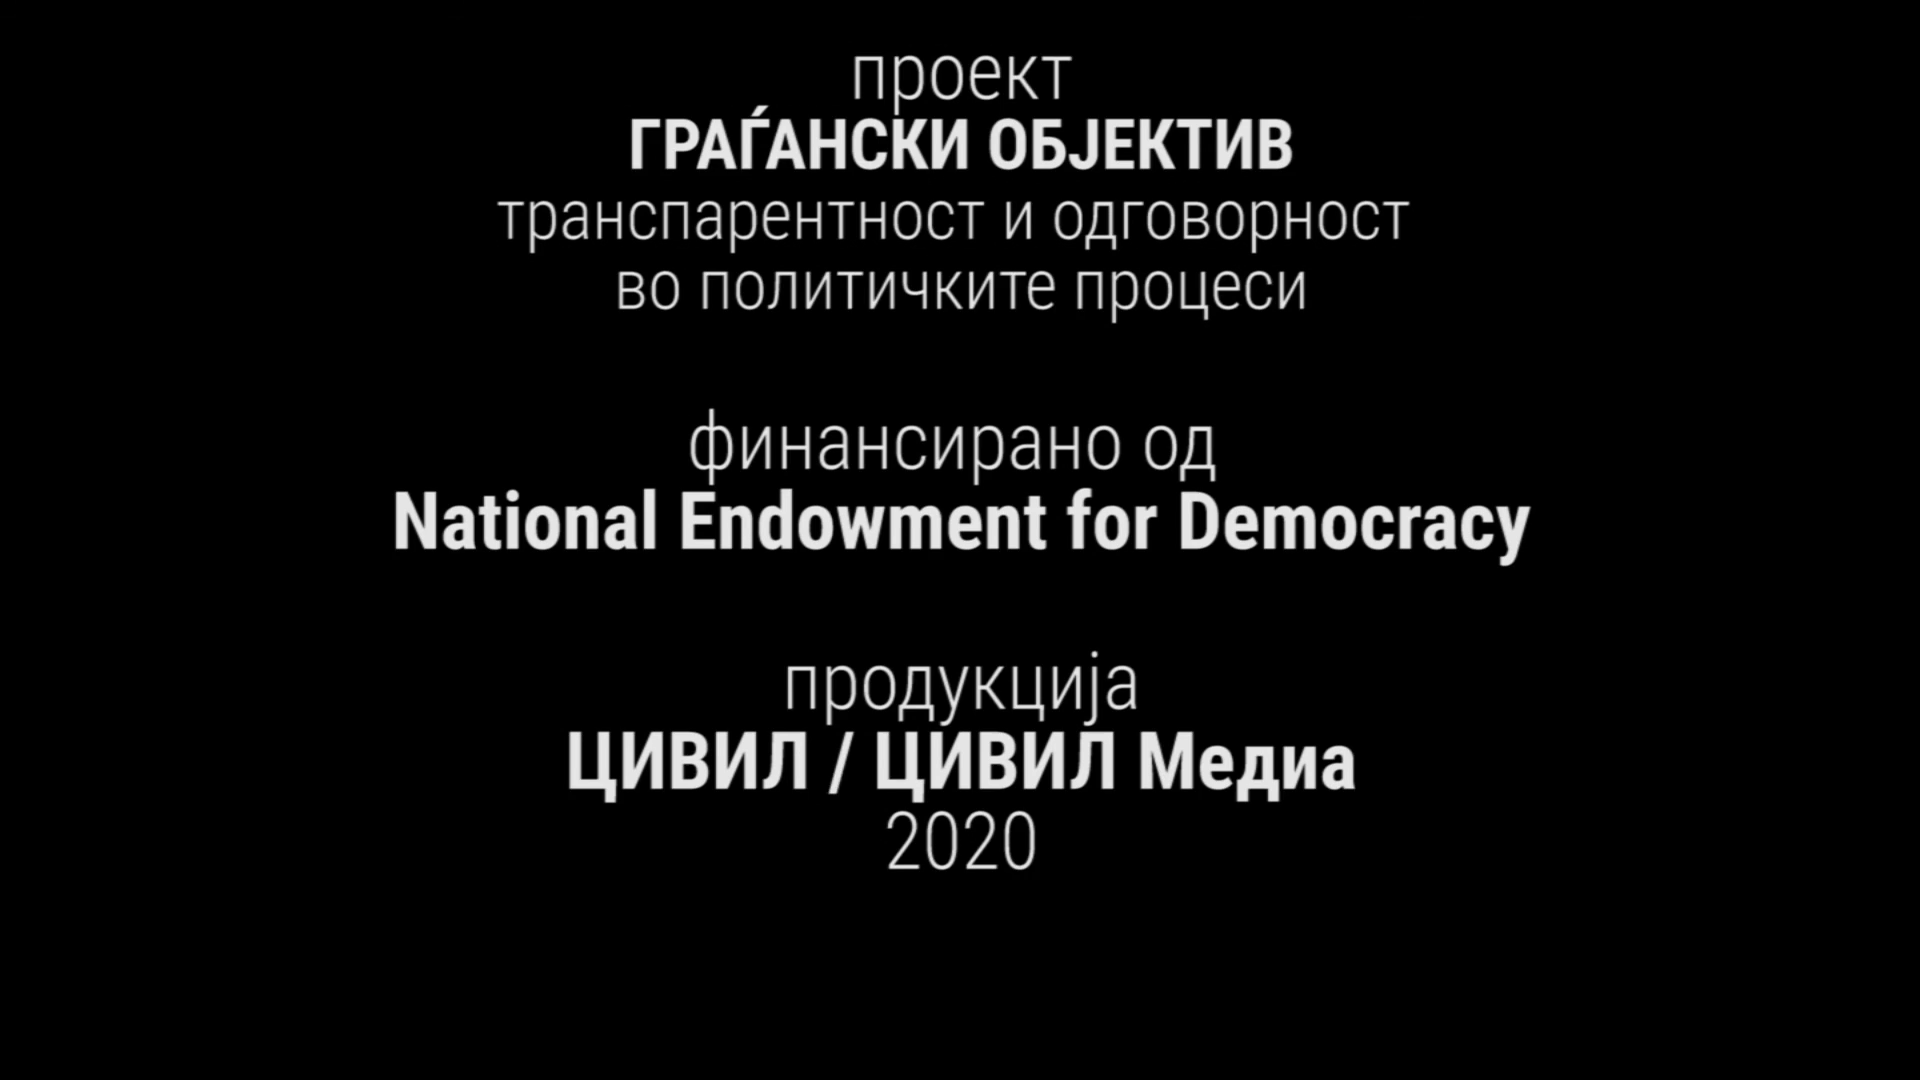 проект
ГРАЃАНСКИ ОБЈЕКТИВ
транспарентност и одговорност
во политичките процеси
финансирано од
National Endowment for Democracy
продукција
ЦИВИЛ / ЦИВИЛ Медиа
2020